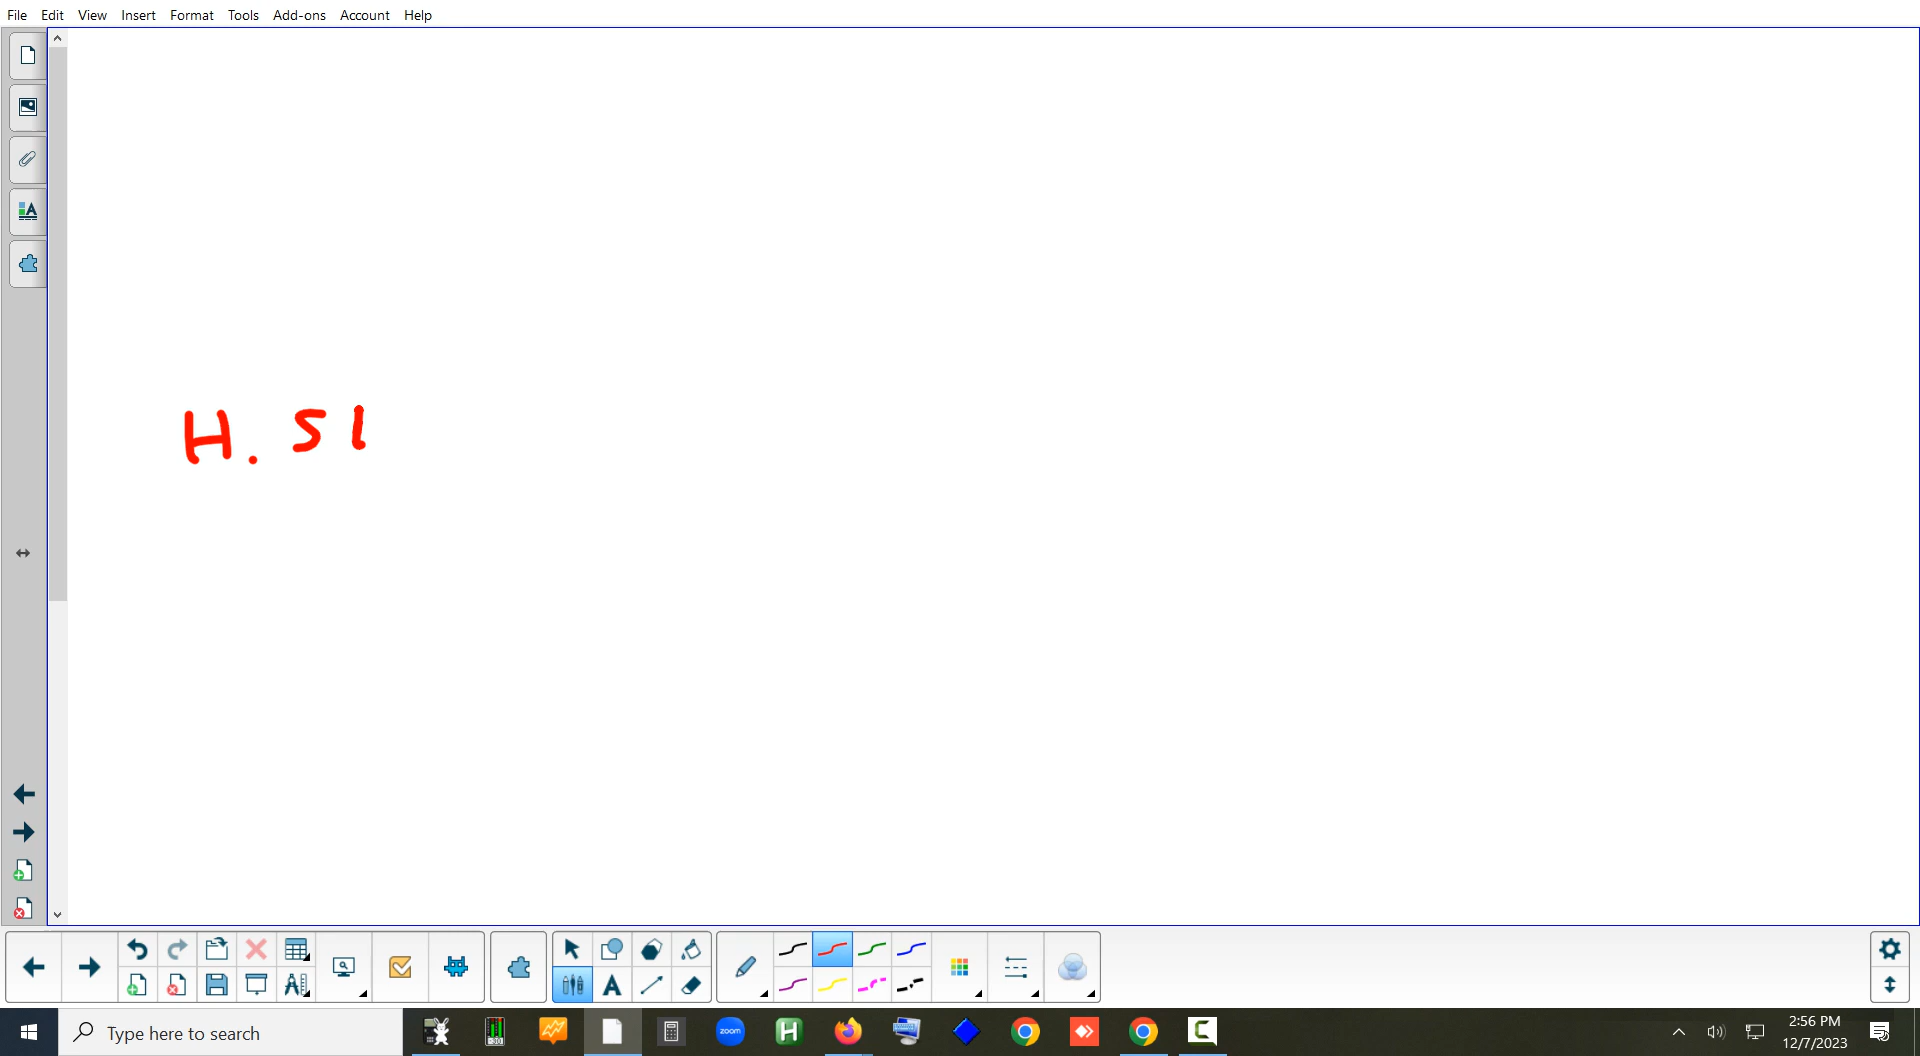 File Edit View Insert Format Tools Add-ons Account Help
H. 51
Type here to search
zoom
2:56 PM
12/7/2023